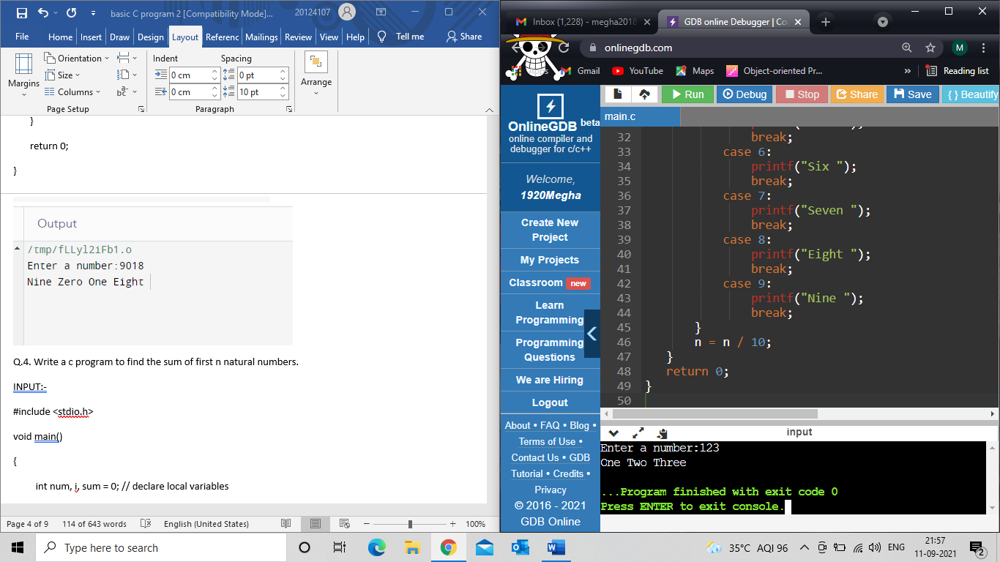 basic C program 2 [Compatibility Mode]...
20124107
File Home Insert Draw Design Layout Referenc Mailings Review View Help Tell me Share
Margins
Orientation
Size
Columns
Page Setup
Indent Spacing
0 cm 0 pt
0 cm 10 pt
Paragraph
Arrange
}
return 0;
}
Output
/tmp/fLLyl2iFb1.o
Enter a number:9018
Nine Zero One Eight
Q.4. Write a c program to find the sum of first n natural numbers.
INPUT:-
#include <stdio.h>
void main()
{
int num, i, sum = 0; // declare local variables
Page 4 of 9 114 of 643 words English (United States) 100%
Inbox (1,228) - megha2018
GDB online Debugger | Co
onlinegdb.com
M
Apps Gmail YouTube Maps Object-oriented Pr... » Reading list
OnlineGDB beta
online compiler and
debugger for c/c++
Welcome,
1920Megha
Create New
Project
My Projects
Classroom new
Learn
Programming
Programming
Questions
We are Hiring
Logout
About • FAQ • Blog •
Terms of Use •
Contact Us • GDB
Tutorial • Credits •
Privacy
© 2016 - 2021
GDB Online
Run Debug Stop Share Save { } Beautify
main.c
32 break;
33 case 6:
34 printf("Six ");
35 break;
36 case 7:
37 printf("Seven ");
38 break;
39 case 8:
40 printf("Eight ");
41 break;
42 case 9:
43 printf("Nine ");
44 break;
45 }
46 n = n / 10;
47 }
48 return 0;
49 }
50
input
Enter a number:123
One Two Three
...Program finished with exit code 0
Press ENTER to exit console.
Type here to search
35°C AQI 96
ENG
21:57
11-09-2021
2